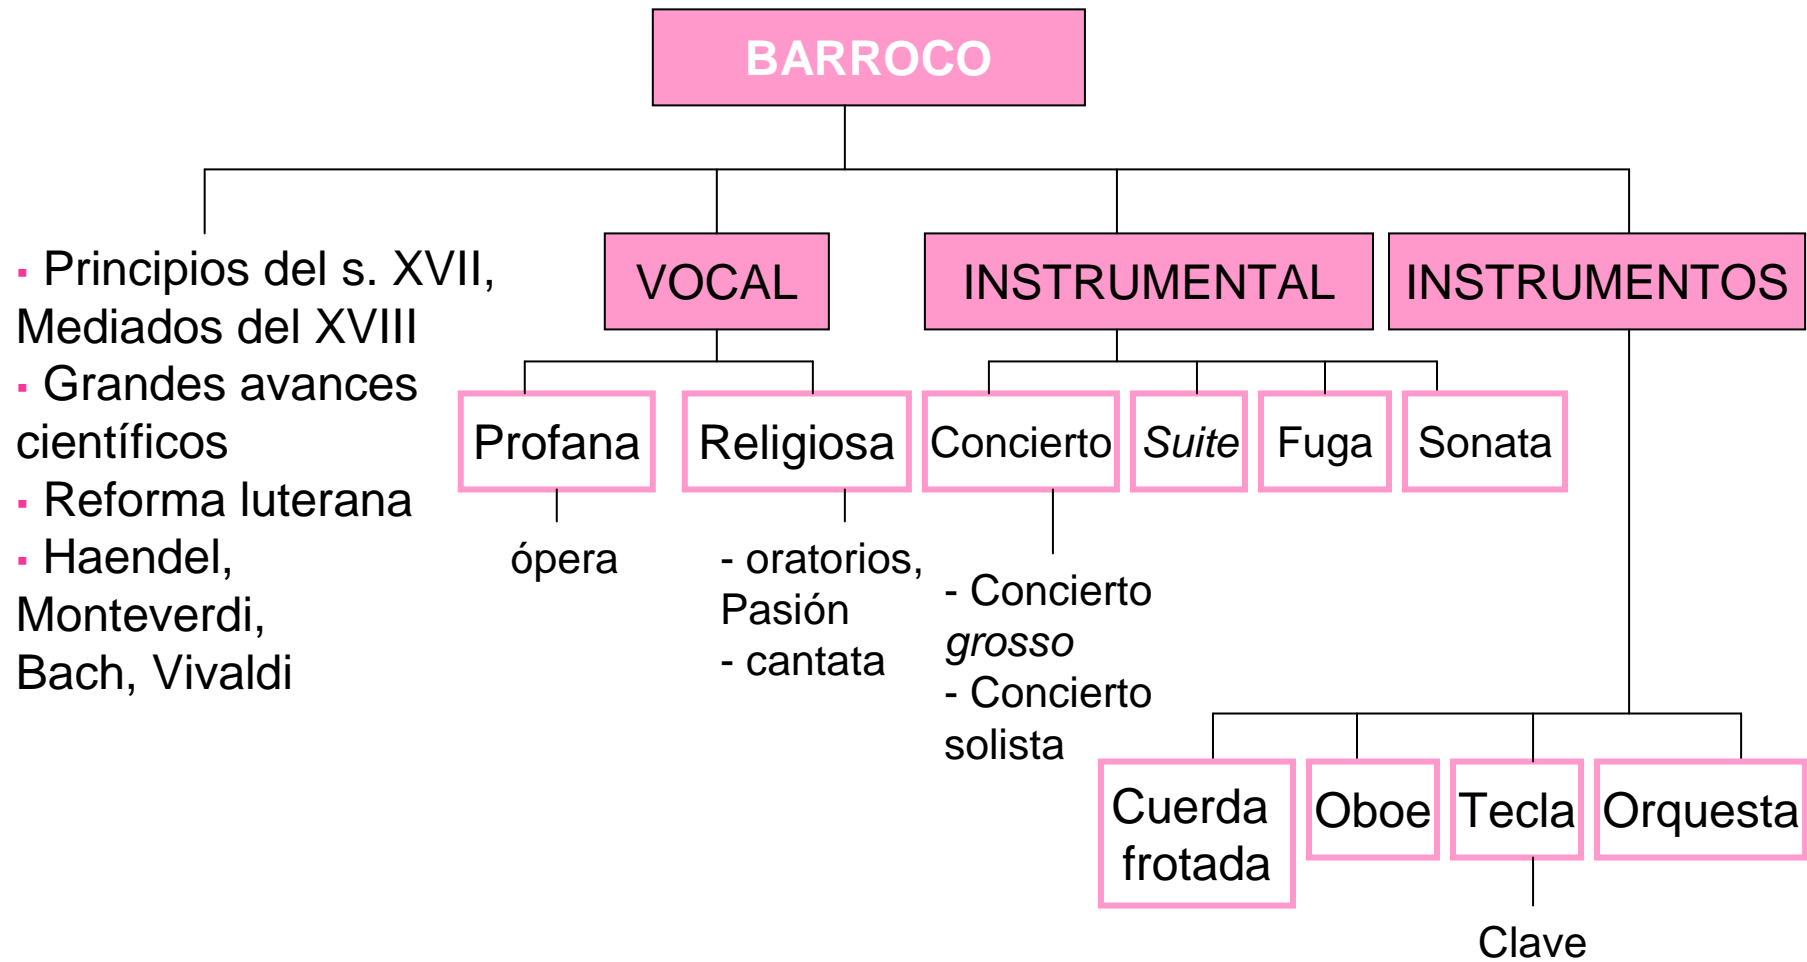 BARROCO
▪ Principios del s. XVII,
Mediados del XVIII
▪ Grandes avances
científicos
▪ Reforma luterana
▪ Haendel,
Monteverdi,
Bach, Vivaldi
VOCAL
Profana
ópera
Religiosa
- oratorios,
Pasión
- cantata
INSTRUMENTAL
Concierto
- Concierto
grosso
- Concierto
solista
Suite
Fuga
Sonata
INSTRUMENTOS
Cuerda
frotada
Oboe
Tecla
Clave
Orquesta